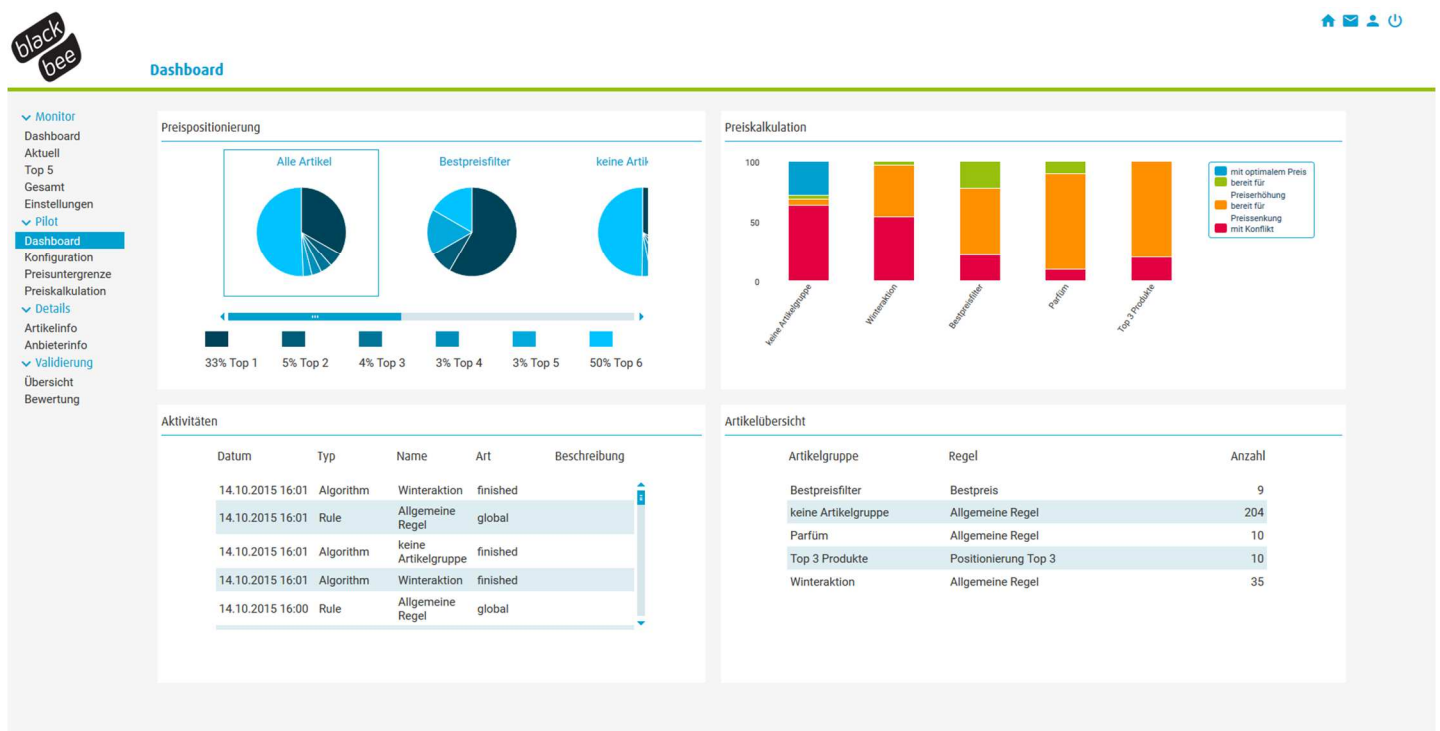 black
bee
Dashboard
Monitor
Dashboard
Aktuell
Top 5
Gesamt
Einstellungen
Pilot
Dashboard
Konfiguration
Preisuntergrenze
Preiskalkulation
Details
Artikelinfo
Anbieterinfo
Validierung
Übersicht
Bewertung
Preispositionierung
Alle Artikel Bestpreisfilter keine Artik
33% Top 1 5% Top 2 4% Top 3 3% Top 4 3% Top 5 50% Top 6
Preiskalkulation
100
50
0
keine Artikelgruppe
Winteraktion
Bestpreisfilter
Parfüm
Top 3 Produkte
mit optimalem Preis
bereit für
Preiserhöhung
bereit für
Preissenkung
mit Konflikt
Aktivitäten
Datum Typ Name Art Beschreibung
14.10.2015 16:01 Algorithm Winteraktion finished
14.10.2015 16:01 Rule Allgemeine
Regel global
14.10.2015 16:01 Algorithm keine
Artikelgruppe finished
14.10.2015 16:01 Algorithm Winteraktion finished
14.10.2015 16:00 Rule Allgemeine
Regel global
Artikelübersicht
Artikelgruppe Regel Anzahl
Bestpreisfilter Bestpreis 9
keine Artikelgruppe Allgemeine Regel 204
Parfüm Allgemeine Regel 10
Top 3 Produkte Positionierung Top 3 10
Winteraktion Allgemeine Regel 35